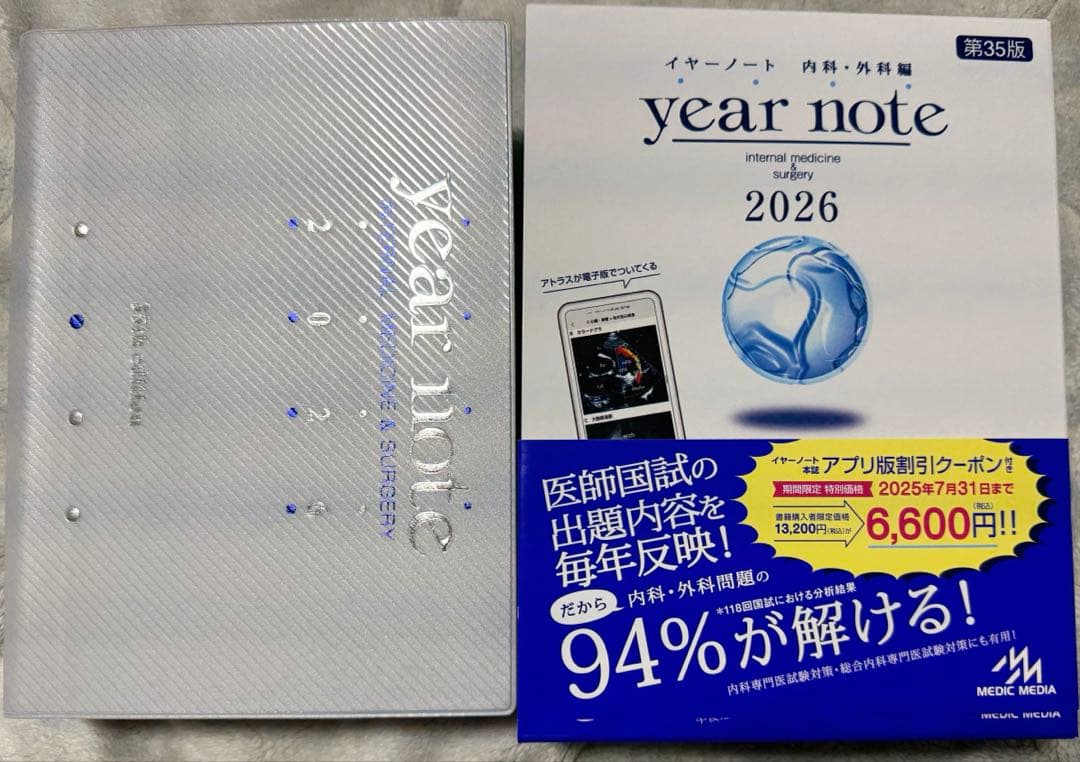 year note
INTERNAL MEDICINE & SURGERY
2026
35th edition
第35版
イヤーノート 内科・外科編
year note
internal medicine
&
surgery
2026
アトラスが電子版でついてくる
医師国試の
出題内容を
毎年反映!
だから
内科・外科問題の
*118回国試における分析結果
94%が解ける!
内科専門医試験対策・総合内科専門医試験対策にも有用!
イヤーノート本誌 アプリ版割引クーポン付き
期間限定 特別価格 2025年7月31日まで
書籍購入者限定価格
13,200円(税込)が
6,600円(税込)!!
MEDIC MEDIA
MEDIC MEDIA